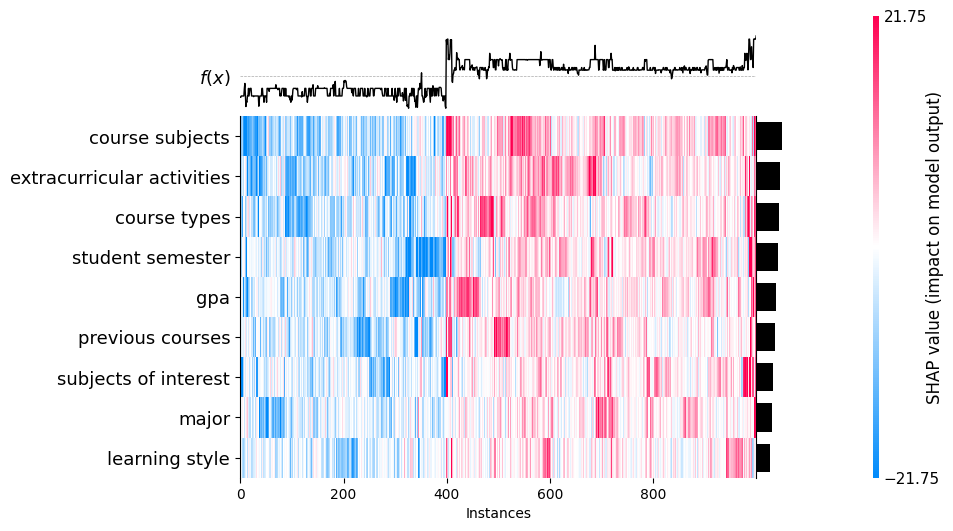 21.75
f(x)
course subjects
extracurricular activities
course types
student semester
gpa
previous courses
subjects of interest
major
learning style
0 200 400 600 800
Instances
SHAP value (impact on model output)
−21.75